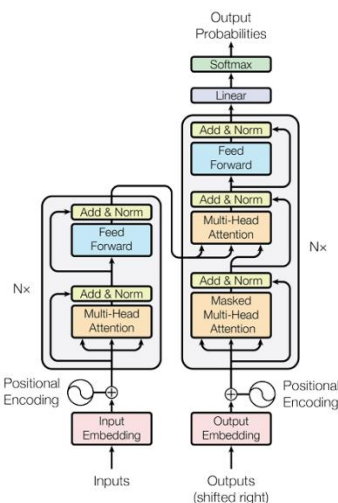 Output
Probabilities
Softmax
Linear
Add & Norm
Feed
Forward
Add & Norm
Multi-Head
Attention
Add & Norm
Masked
Multi-Head
Attention
Nx
Add & Norm
Feed
Forward
Add & Norm
Multi-Head
Attention
Nx
Positional
Encoding
Positional
Encoding
Input
Embedding
Output
Embedding
Inputs
Outputs
(shifted right)